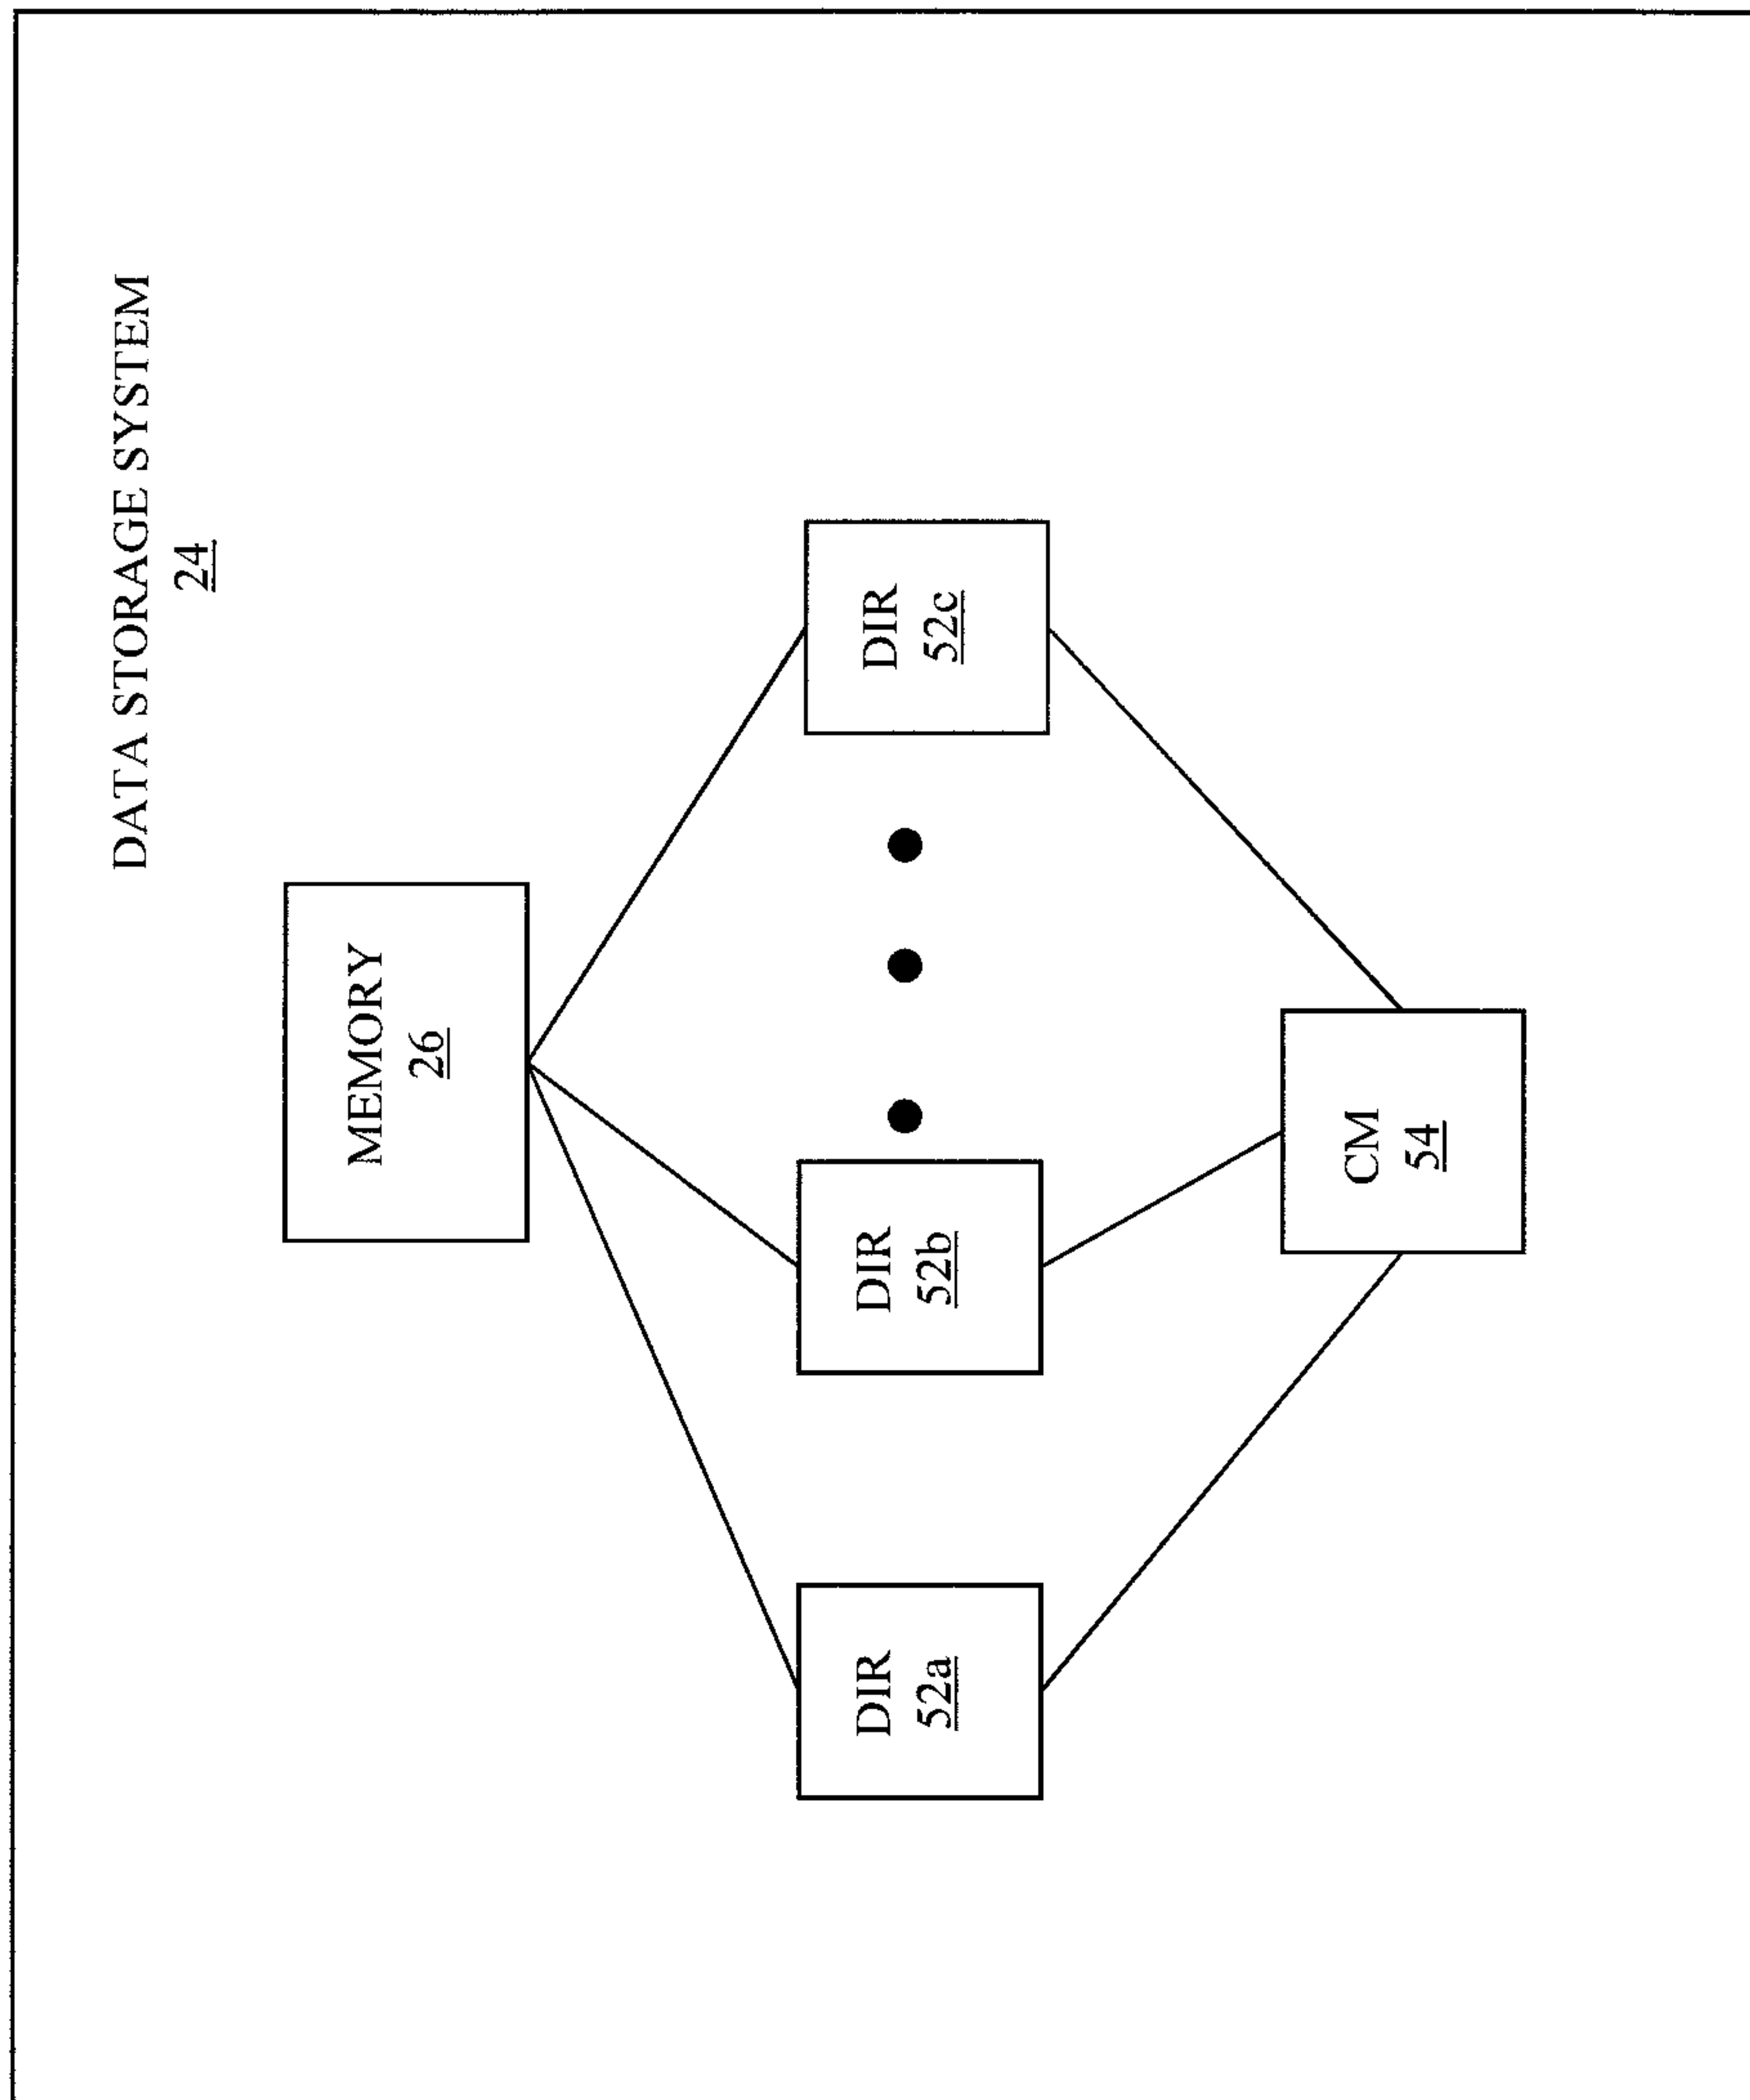 DATA STORAGE SYSTEM
24
MEMORY
26
DIR
52a
DIR
52b
DIR
52c
CM
54